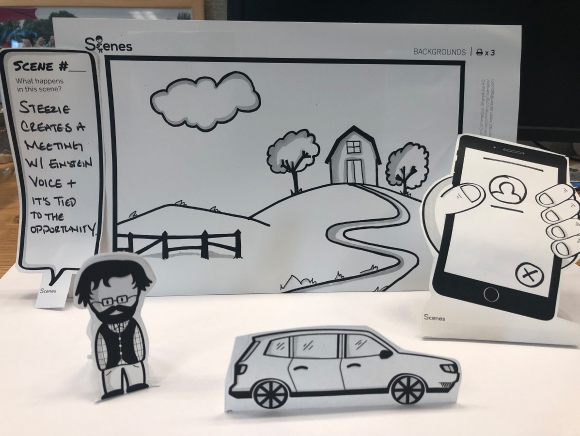 Scenes
BACKGROUNDS | x 3
SCENE #___
What happens
in this scene?
STEEZIE
CREATES A
MEETING
W/ EINSTEIN
VOICE +
IT'S TIED
TO THE
OPPORTUNITY.
Scenes
Scenes